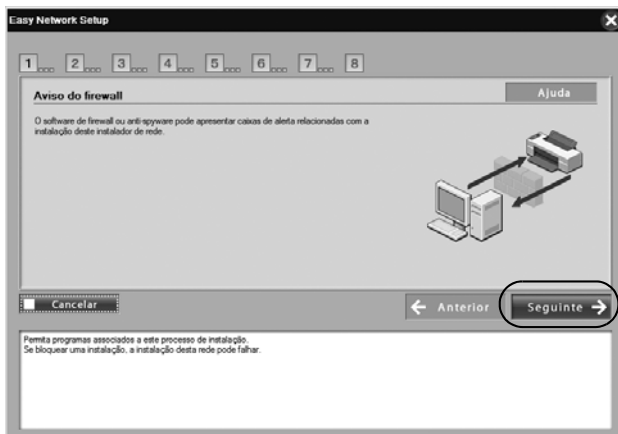 Easy Network Setup
1 2 3 4 5 6 7 8
Aviso do firewall
Ajuda
O software de firewall ou anti-spyware pode apresentar caixas de alerta relacionadas com a
instalação deste instalador de rede.
Cancelar
Anterior
Seguinte
Permita programas associados a este processo de instalação.
Se bloquear uma instalação, a instalação desta rede pode falhar.